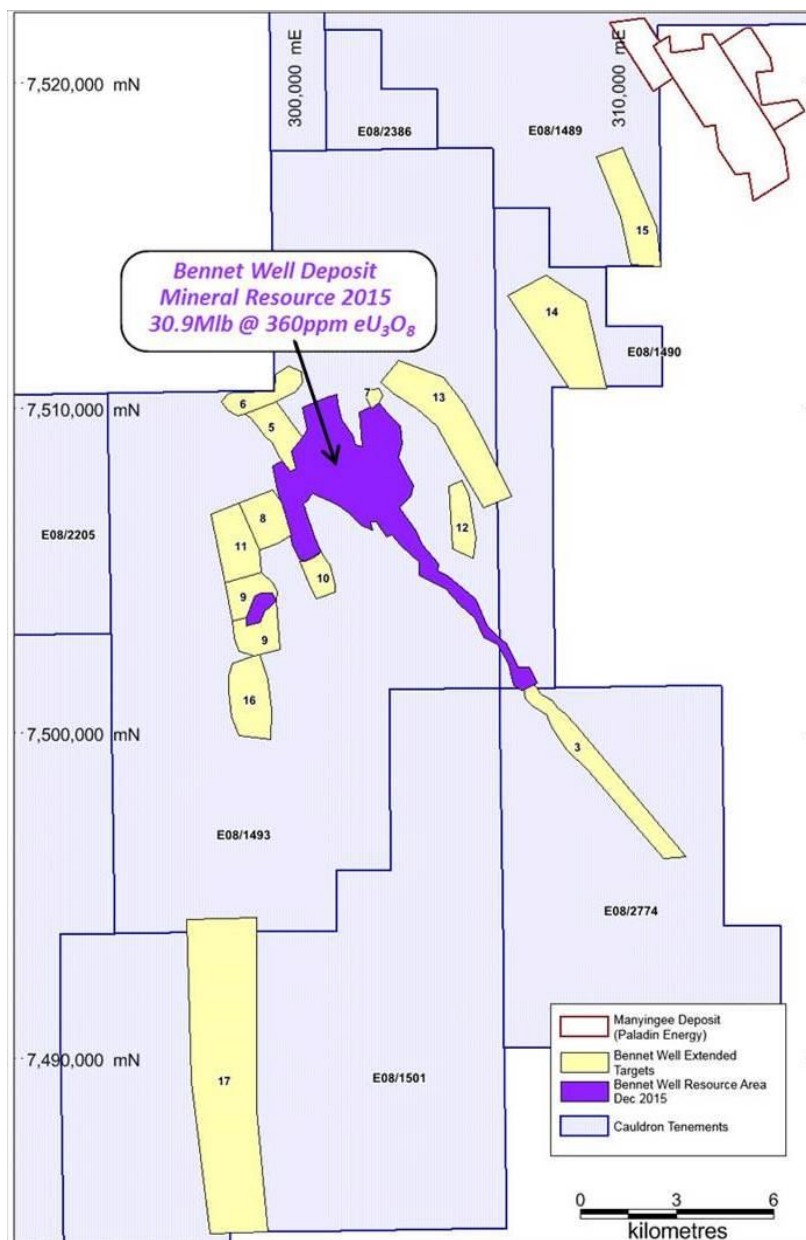 300,000 mE
310,000 mE
7,520,000 mN
E08/2386
E08/1489
15
Bennet Well Deposit
Mineral Resource 2015
30.9Mlb @ 360ppm eU₃O₈
14
E08/1490
7
6
13
7,510,000 mN
5
8
12
E08/2205
11
10
9
9
16
7,500,000 mN
3
E08/1493
E08/2774
7,490,000 mN
17
E08/1501
Manyingee Deposit
(Paladin Energy)
Bennet Well Extended
Targets
Bennet Well Resource Area
Dec 2015
Cauldron Tenements
0 3 6
kilometres